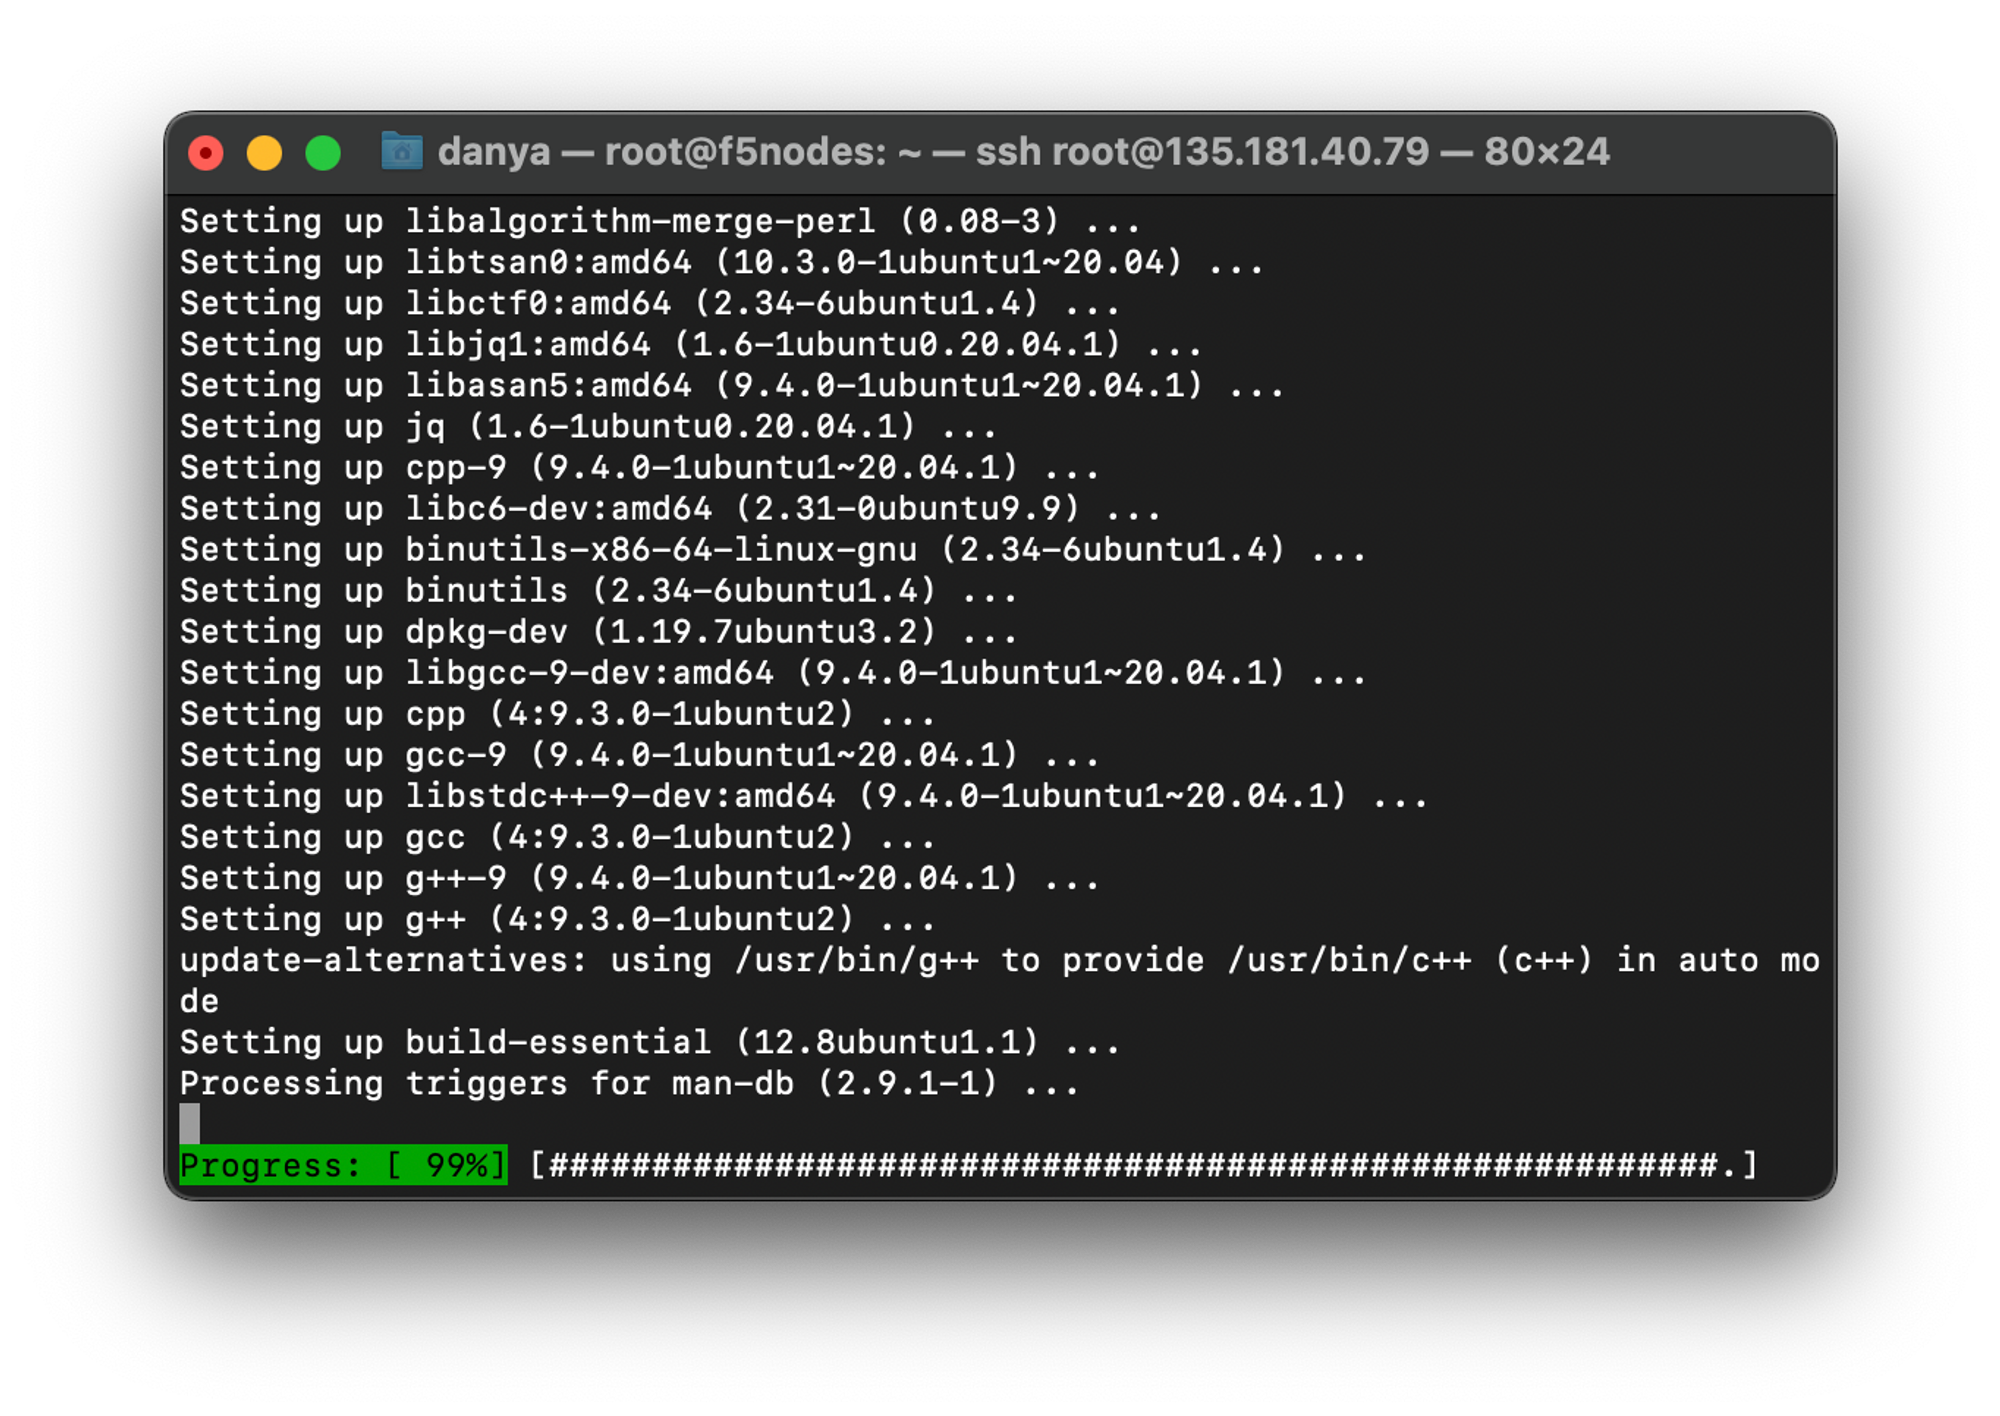 danya — root@f5nodes: ~ — ssh root@135.181.40.79 — 80×24
Setting up libalgorithm-merge-perl (0.08-3) ...
Setting up libtsan0:amd64 (10.3.0-1ubuntu1~20.04) ...
Setting up libctf0:amd64 (2.34-6ubuntu1.4) ...
Setting up libjq1:amd64 (1.6-1ubuntu0.20.04.1) ...
Setting up libasan5:amd64 (9.4.0-1ubuntu1~20.04.1) ...
Setting up jq (1.6-1ubuntu0.20.04.1) ...
Setting up cpp-9 (9.4.0-1ubuntu1~20.04.1) ...
Setting up libc6-dev:amd64 (2.31-0ubuntu9.9) ...
Setting up binutils-x86-64-linux-gnu (2.34-6ubuntu1.4) ...
Setting up binutils (2.34-6ubuntu1.4) ...
Setting up dpkg-dev (1.19.7ubuntu3.2) ...
Setting up libgcc-9-dev:amd64 (9.4.0-1ubuntu1~20.04.1) ...
Setting up cpp (4:9.3.0-1ubuntu2) ...
Setting up gcc-9 (9.4.0-1ubuntu1~20.04.1) ...
Setting up libstdc++-9-dev:amd64 (9.4.0-1ubuntu1~20.04.1) ...
Setting up gcc (4:9.3.0-1ubuntu2) ...
Setting up g++-9 (9.4.0-1ubuntu1~20.04.1) ...
Setting up g++ (4:9.3.0-1ubuntu2) ...
update-alternatives: using /usr/bin/g++ to provide /usr/bin/c++ (c++) in auto mo
de
Setting up build-essential (12.8ubuntu1.1) ...
Processing triggers for man-db (2.9.1-1) ...
Progress: [ 99%] [#########################################################.]